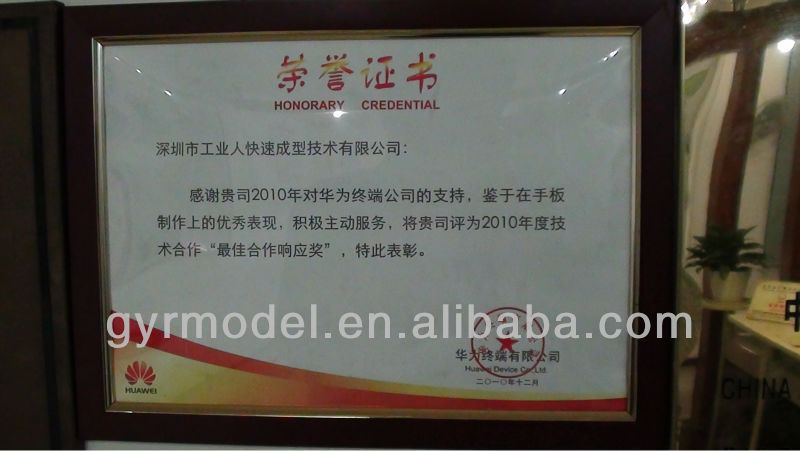 荣誉证书
HONORARY CREDENTIAL
深圳市工业人快速成型技术有限公司：
感谢贵司2010年对华为终端公司的支持，鉴于在手板
制作上的优秀表现，积极主动服务，将贵司评为2010年度技
术合作“最佳合作响应奖”，特此表彰。
gyrmodel.en.alibaba.com
华为终端有限公司
Huawei Device Co.,Ltd.
二〇一〇年十二月
HUAWEI
CHINA